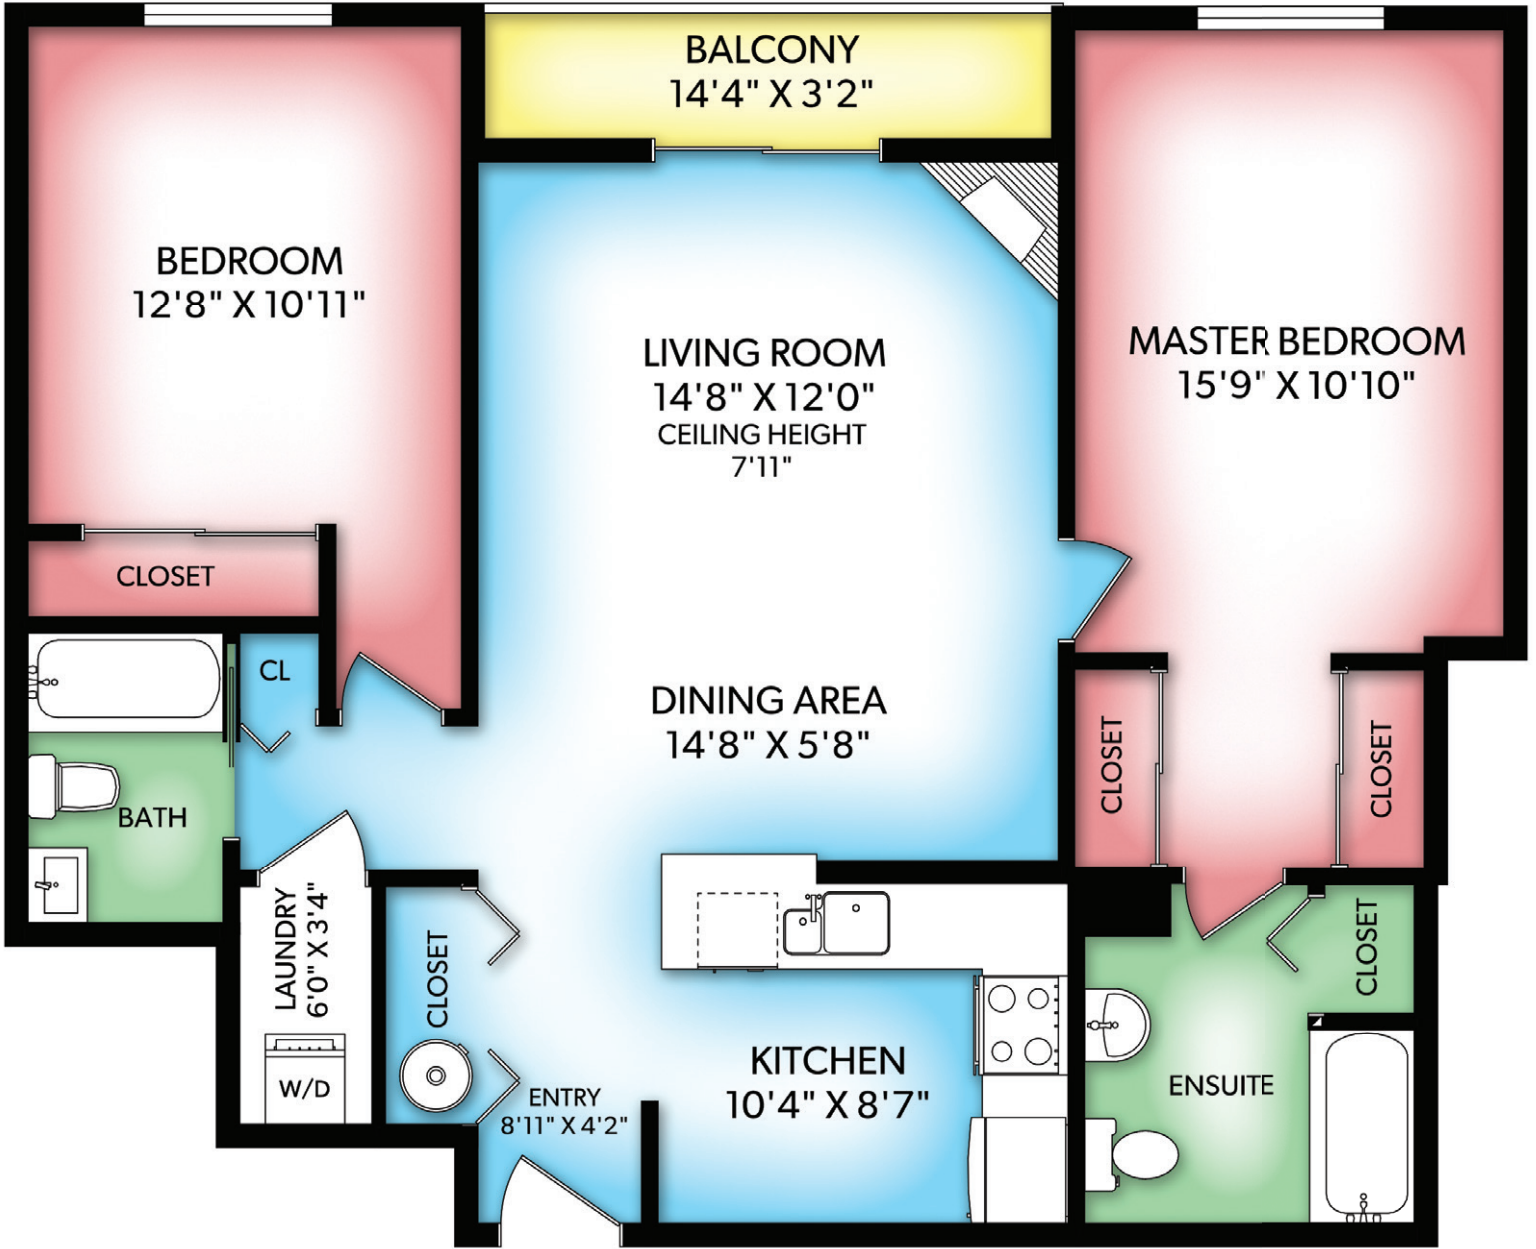 BALCONY
14'4" X 3'2"
BEDROOM
12'8" X 10'11"
LIVING ROOM
14'8" X 12'0"
CEILING HEIGHT
7'11"
MASTER BEDROOM
15'9" X 10'10"
CLOSET
CL
DINING AREA
14'8" X 5'8"
CLOSET
CLOSET
BATH
LAUNDRY
6'0" X 3'4"
CLOSET
CLOSET
W/D
ENTRY
8'11" X 4'2"
KITCHEN
10'4" X 8'7"
ENSUITE